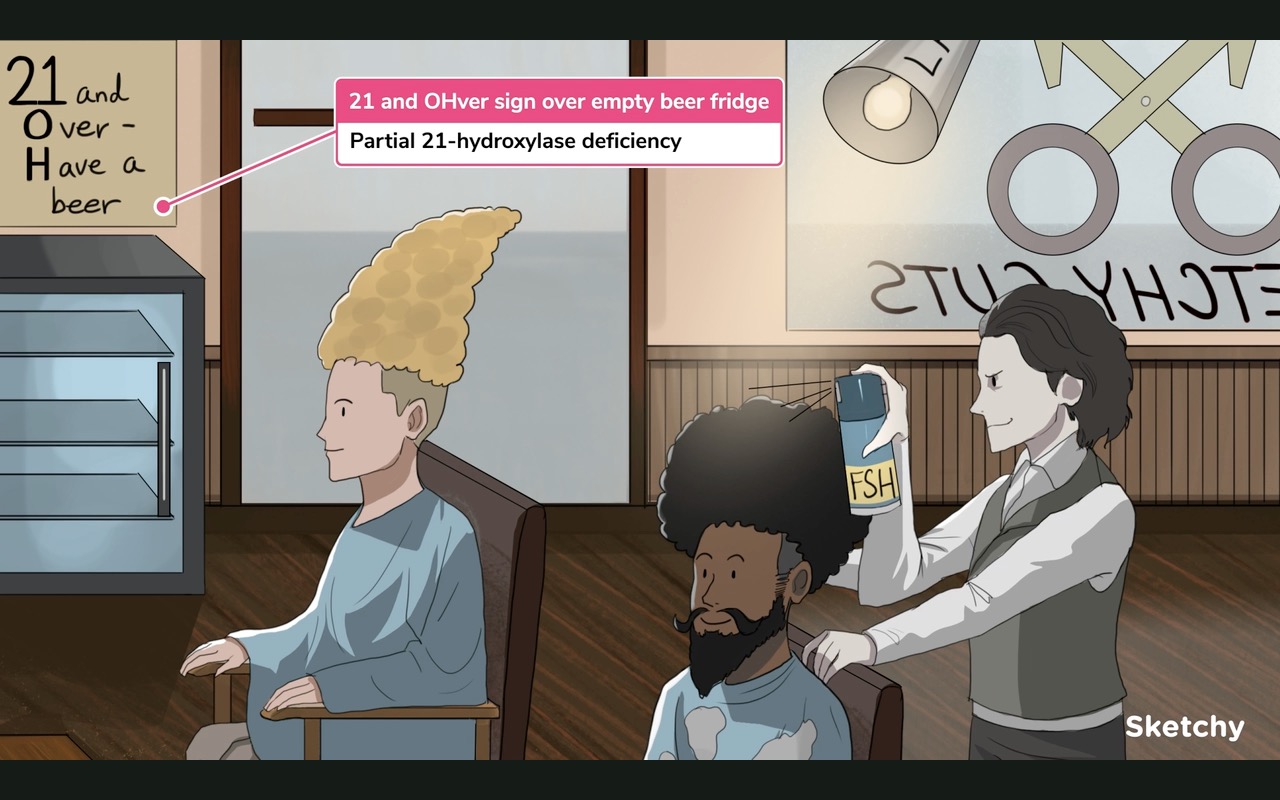 21 and
Over -
Have a
beer
21 and OHver sign over empty beer fridge
Partial 21-hydroxylase deficiency
SKETCHY CUTS
FSH
Sketchy